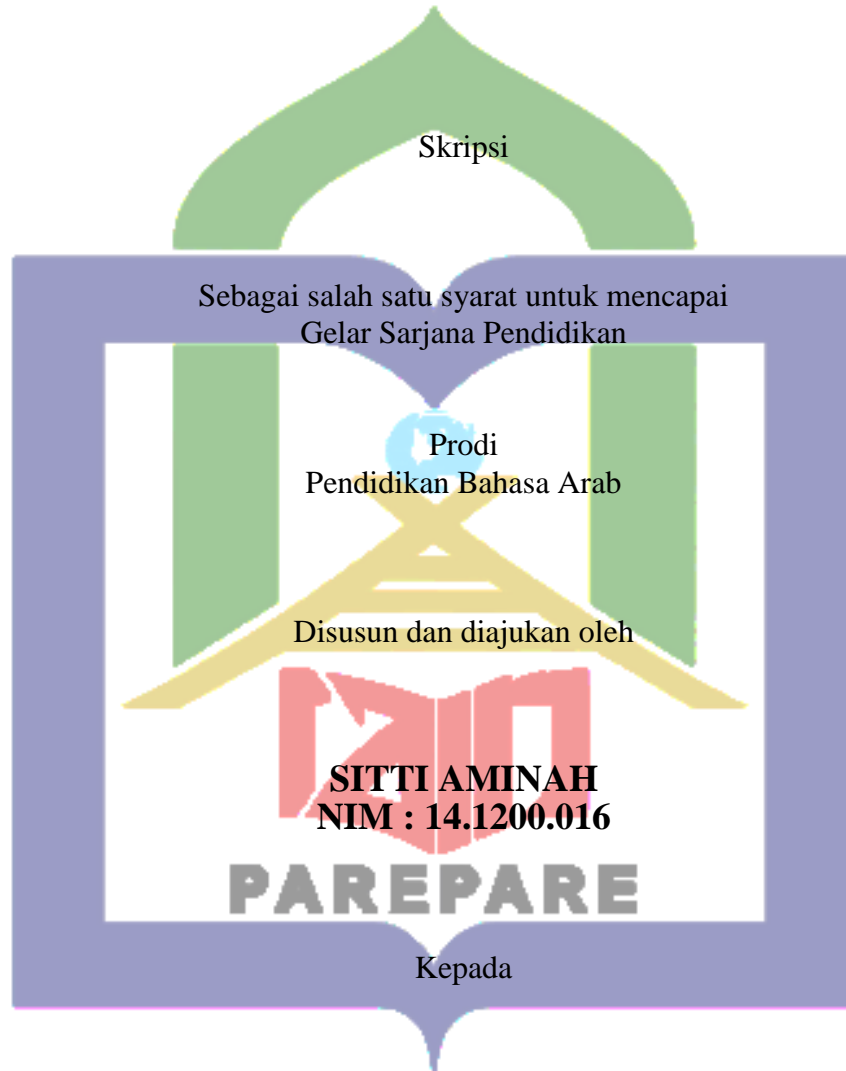 Skripsi
Sebagai salah satu syarat untuk mencapai
Gelar Sarjana Pendidikan
Prodi
Pendidikan Bahasa Arab
Disusun dan diajukan oleh
SITTI AMINAH
NIM : 14.1200.016
PAREPARE
Kepada